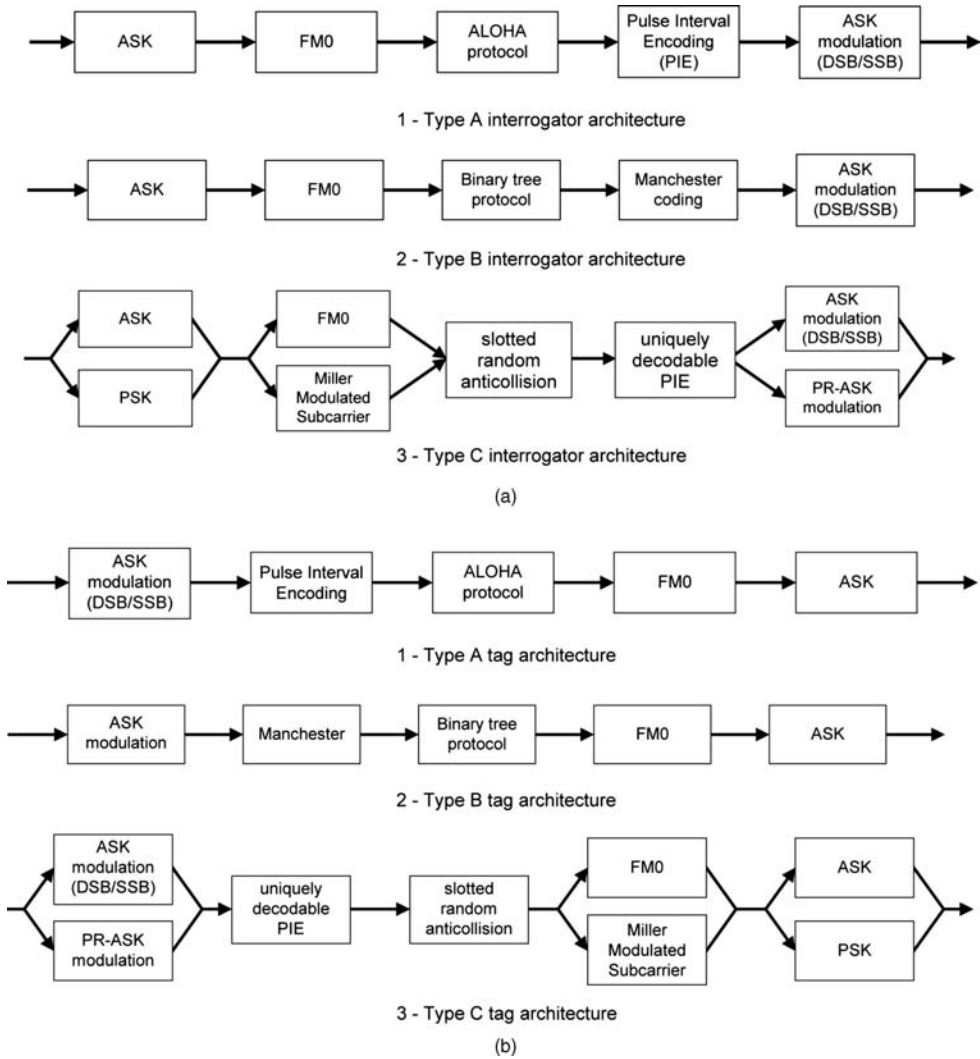 ASK
FM0
ALOHA
protocol
Pulse Interval
Encoding
(PIE)
ASK
modulation
(DSB/SSB)
1 - Type A interrogator architecture
ASK
FM0
Binary tree
protocol
Manchester
coding
ASK
modulation
(DSB/SSB)
2 - Type B interrogator architecture
ASK
PSK
FM0
Miller
Modulated
Subcarrier
slotted
random
anticollision
uniquely
decodable
PIE
ASK
modulation
(DSB/SSB)
PR-ASK
modulation
3 - Type C interrogator architecture
(a)
ASK
modulation
(DSB/SSB)
Pulse Interval
Encoding
ALOHA
protocol
FM0
ASK
1 - Type A tag architecture
ASK
modulation
Manchester
Binary tree
protocol
FM0
ASK
2 - Type B tag architecture
ASK
modulation
(DSB/SSB)
PR-ASK
modulation
uniquely
decodable
PIE
slotted
random
anticollision
FM0
Miller
Modulated
Subcarrier
ASK
PSK
3 - Type C tag architecture
(b)